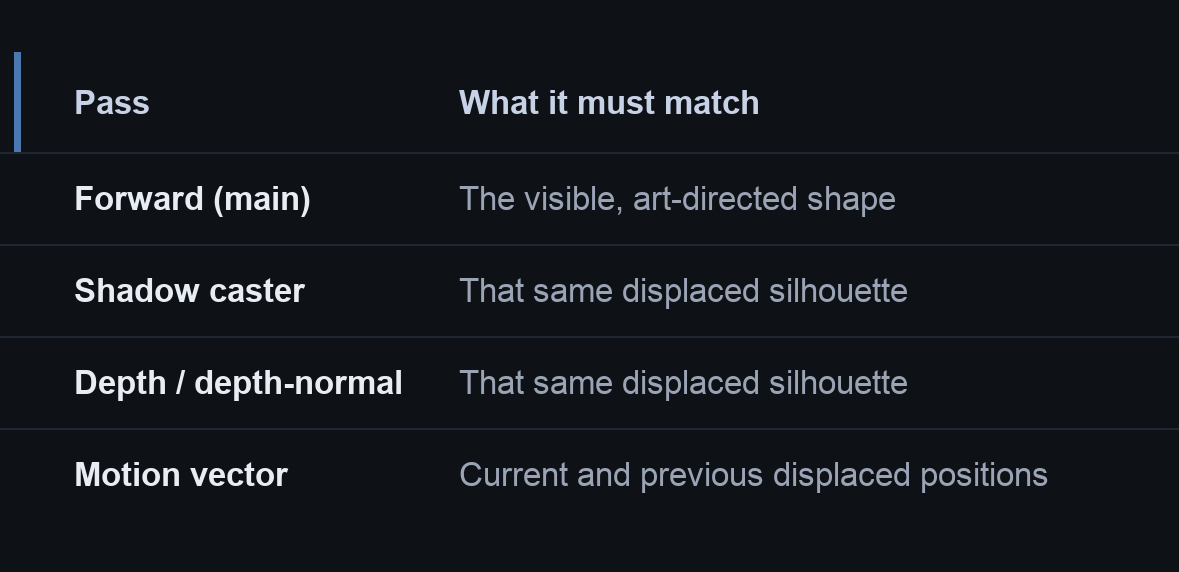 Pass What it must match
Forward (main) The visible, art-directed shape
Shadow caster That same displaced silhouette
Depth / depth-normal That same displaced silhouette
Motion vector Current and previous displaced positions